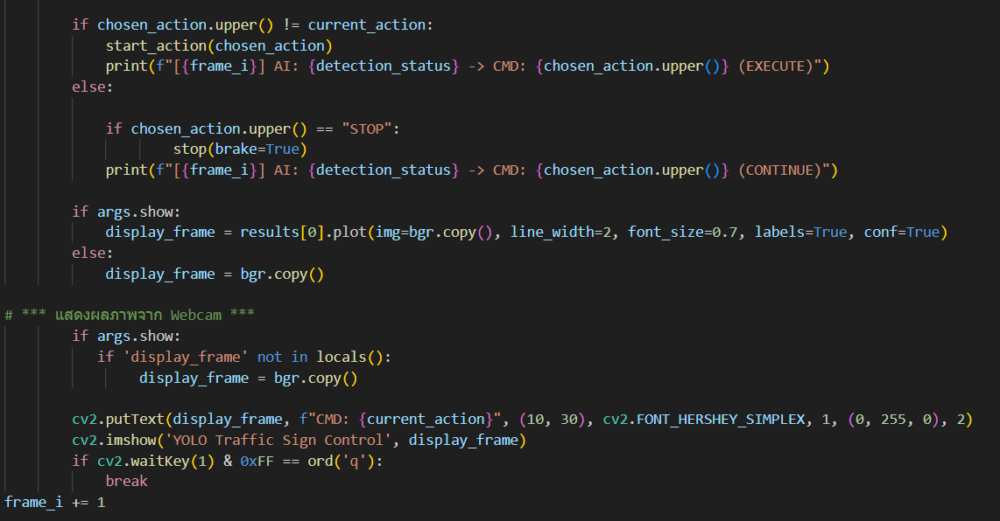 if chosen_action.upper() != current_action:
start_action(chosen_action)
print(f"[{frame_i}] AI: {detection_status} -> CMD: {chosen_action.upper()} (EXECUTE)")
else:
if chosen_action.upper() == "STOP":
stop(brake=True)
print(f"[{frame_i}] AI: {detection_status} -> CMD: {chosen_action.upper()} (CONTINUE)")
if args.show:
display_frame = results[0].plot(img=bgr.copy(), line_width=2, font_size=0.7, labels=True, conf=True)
else:
display_frame = bgr.copy()
# *** แสดงผลภาพจาก Webcam ***
if args.show:
if 'display_frame' not in locals():
display_frame = bgr.copy()
cv2.putText(display_frame, f"CMD: {current_action}", (10, 30), cv2.FONT_HERSHEY_SIMPLEX, 1, (0, 255, 0), 2)
cv2.imshow('YOLO Traffic Sign Control', display_frame)
if cv2.waitKey(1) & 0xFF == ord('q'):
break
frame_i += 1